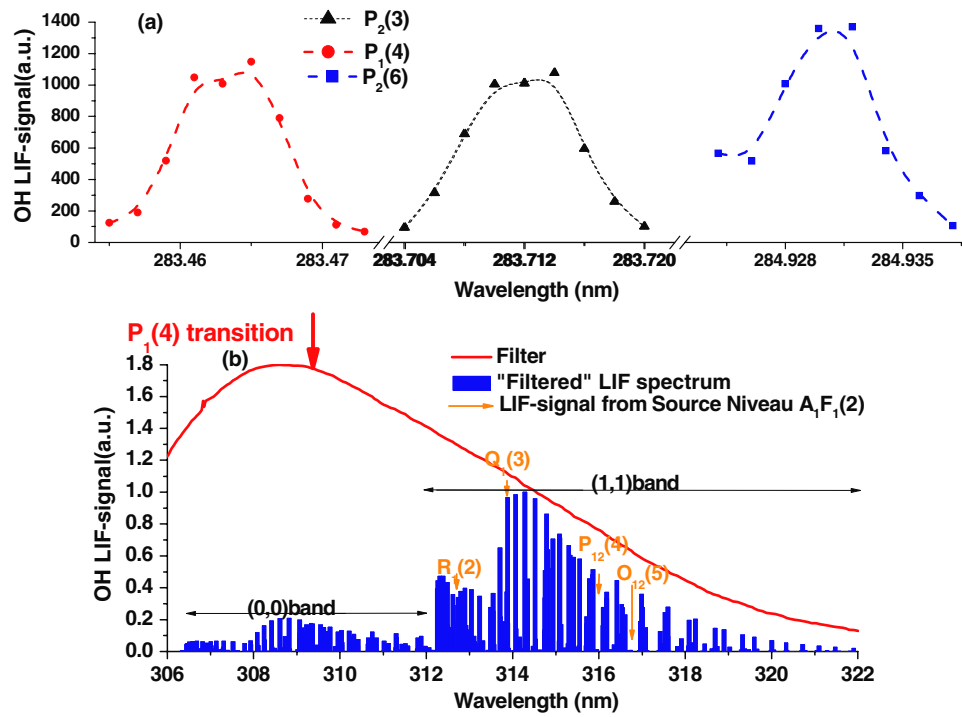 (a)
P₂(3)
P₁(4)
P₂(6)
OH LIF-signal(a.u.)
1400
1200
1000
800
600
400
200
0
283.46 283.47 283.704 283.712 283.720 284.928 284.935
Wavelength (nm)
P₁(4) transition
(b)
Filter
"Filtered" LIF spectrum
LIF-signal from Source Niveau A₁F₁(2)
OH LIF-signal(a.u.)
1.8
1.6
1.4
1.2
1.0
0.8
0.6
0.4
0.2
0.0
Q₁(3)
(1,1)band
P₁₂(4)
R₁(2)
O₁₂(5)
(0,0)band
306 308 310 312 314 316 318 320 322
Wavelength (nm)